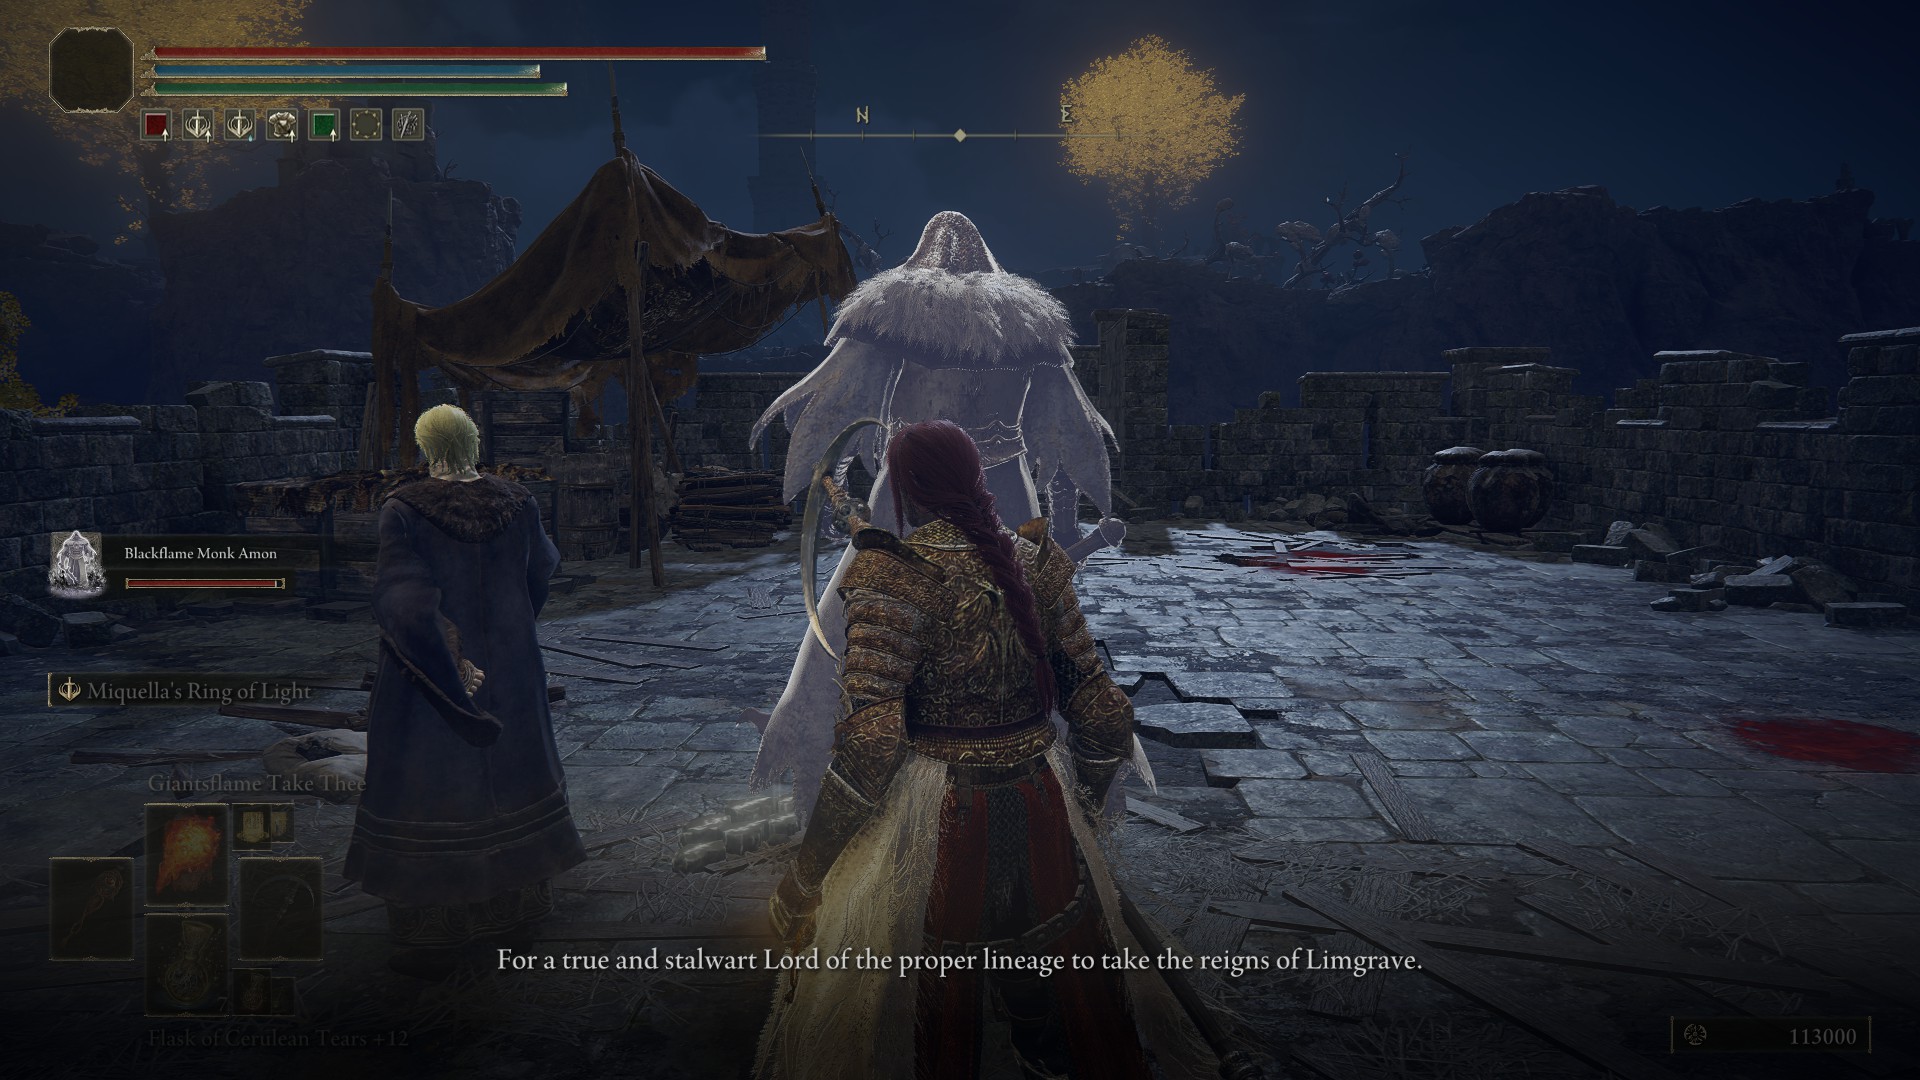 N
E
Blackflame Monk Amon
Miquella's Ring of Light
Giantsflame Take Thee
7
For a true and stalwart Lord of the proper lineage to take the reigns of Limgrave.
Flask of Cerulean Tears +12
113000